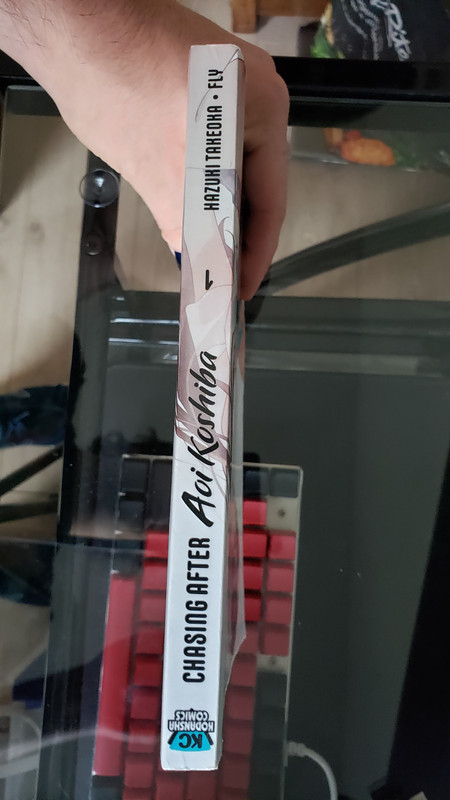 CHASING AFTER Aoi Koshiba 1 HAZUKI TAKEOKA • FLY
KC
KODANSHA
COMICS